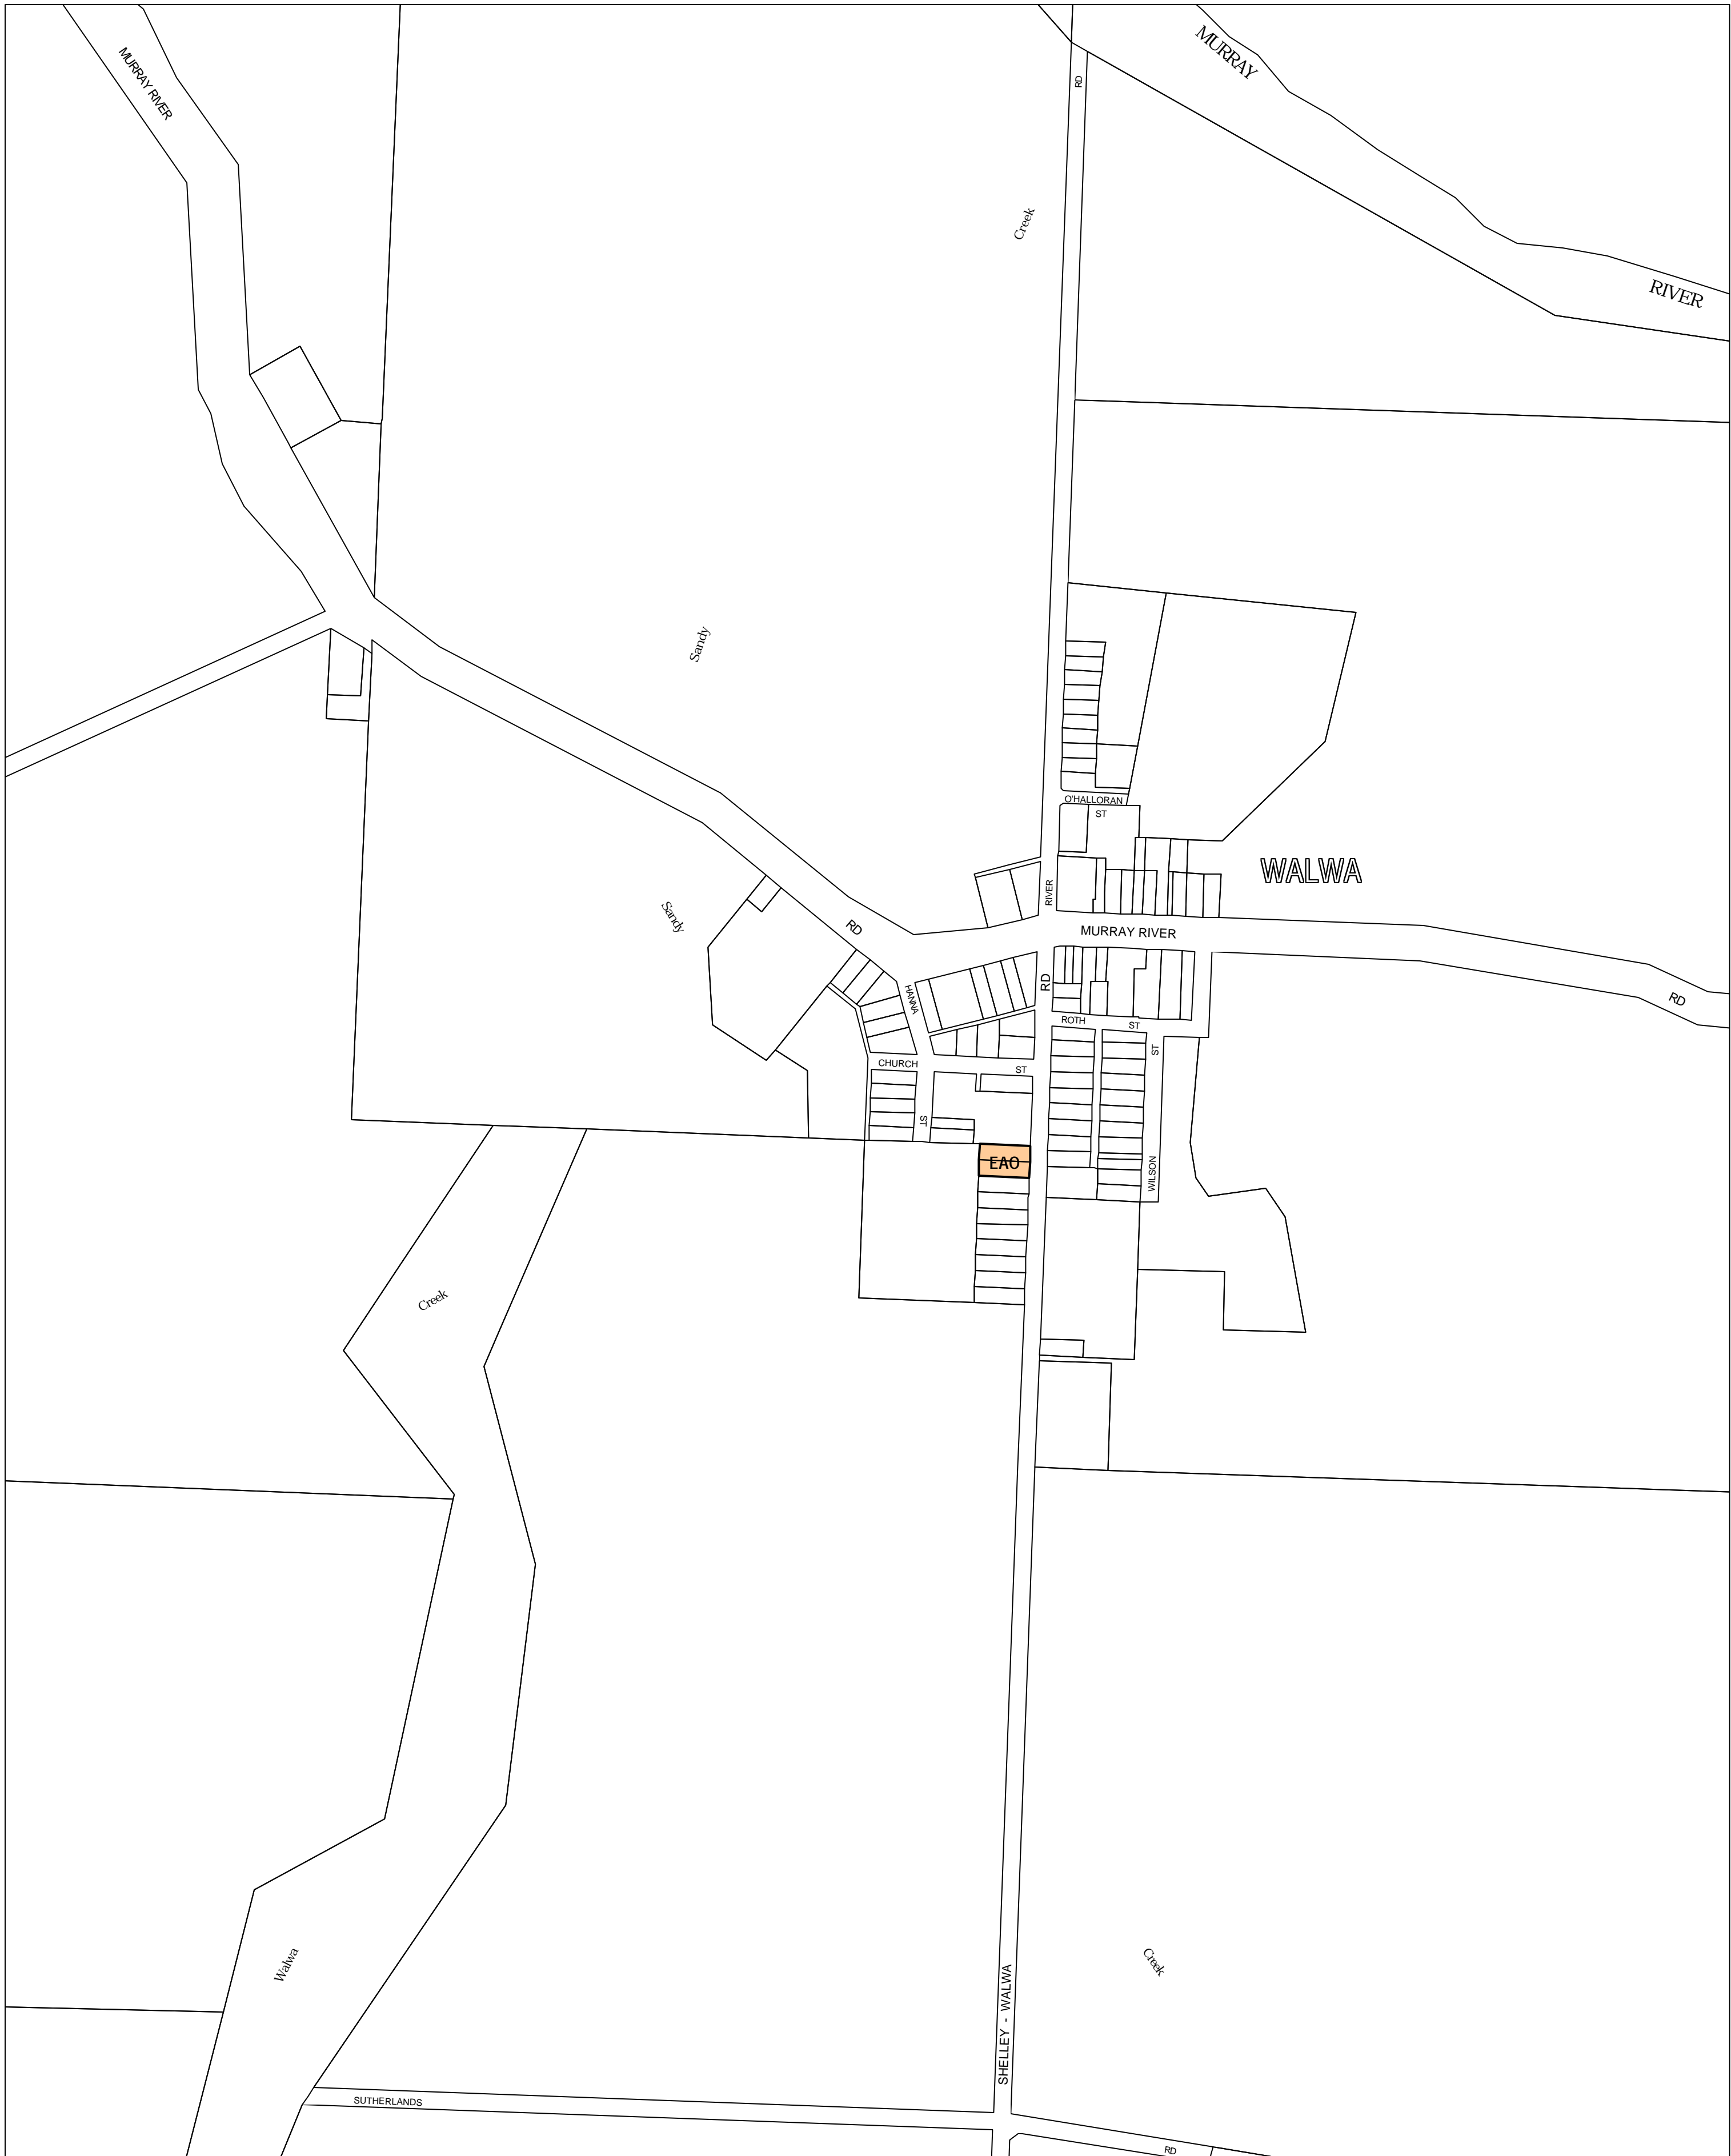 MURRAY RIVER
MURRAY
RD
Creek
RIVER
Sandy
O'HALLORAN
ST
WALWA
RIVER
Sandy
RD
MURRAY RIVER
RD
HANNA
RD
ROTH
ST
ST
CHURCH
ST
ST
EAO
WILSON
Creek
Walwa
Creek
SHELLEY - WALWA
SUTHERLANDS
RD